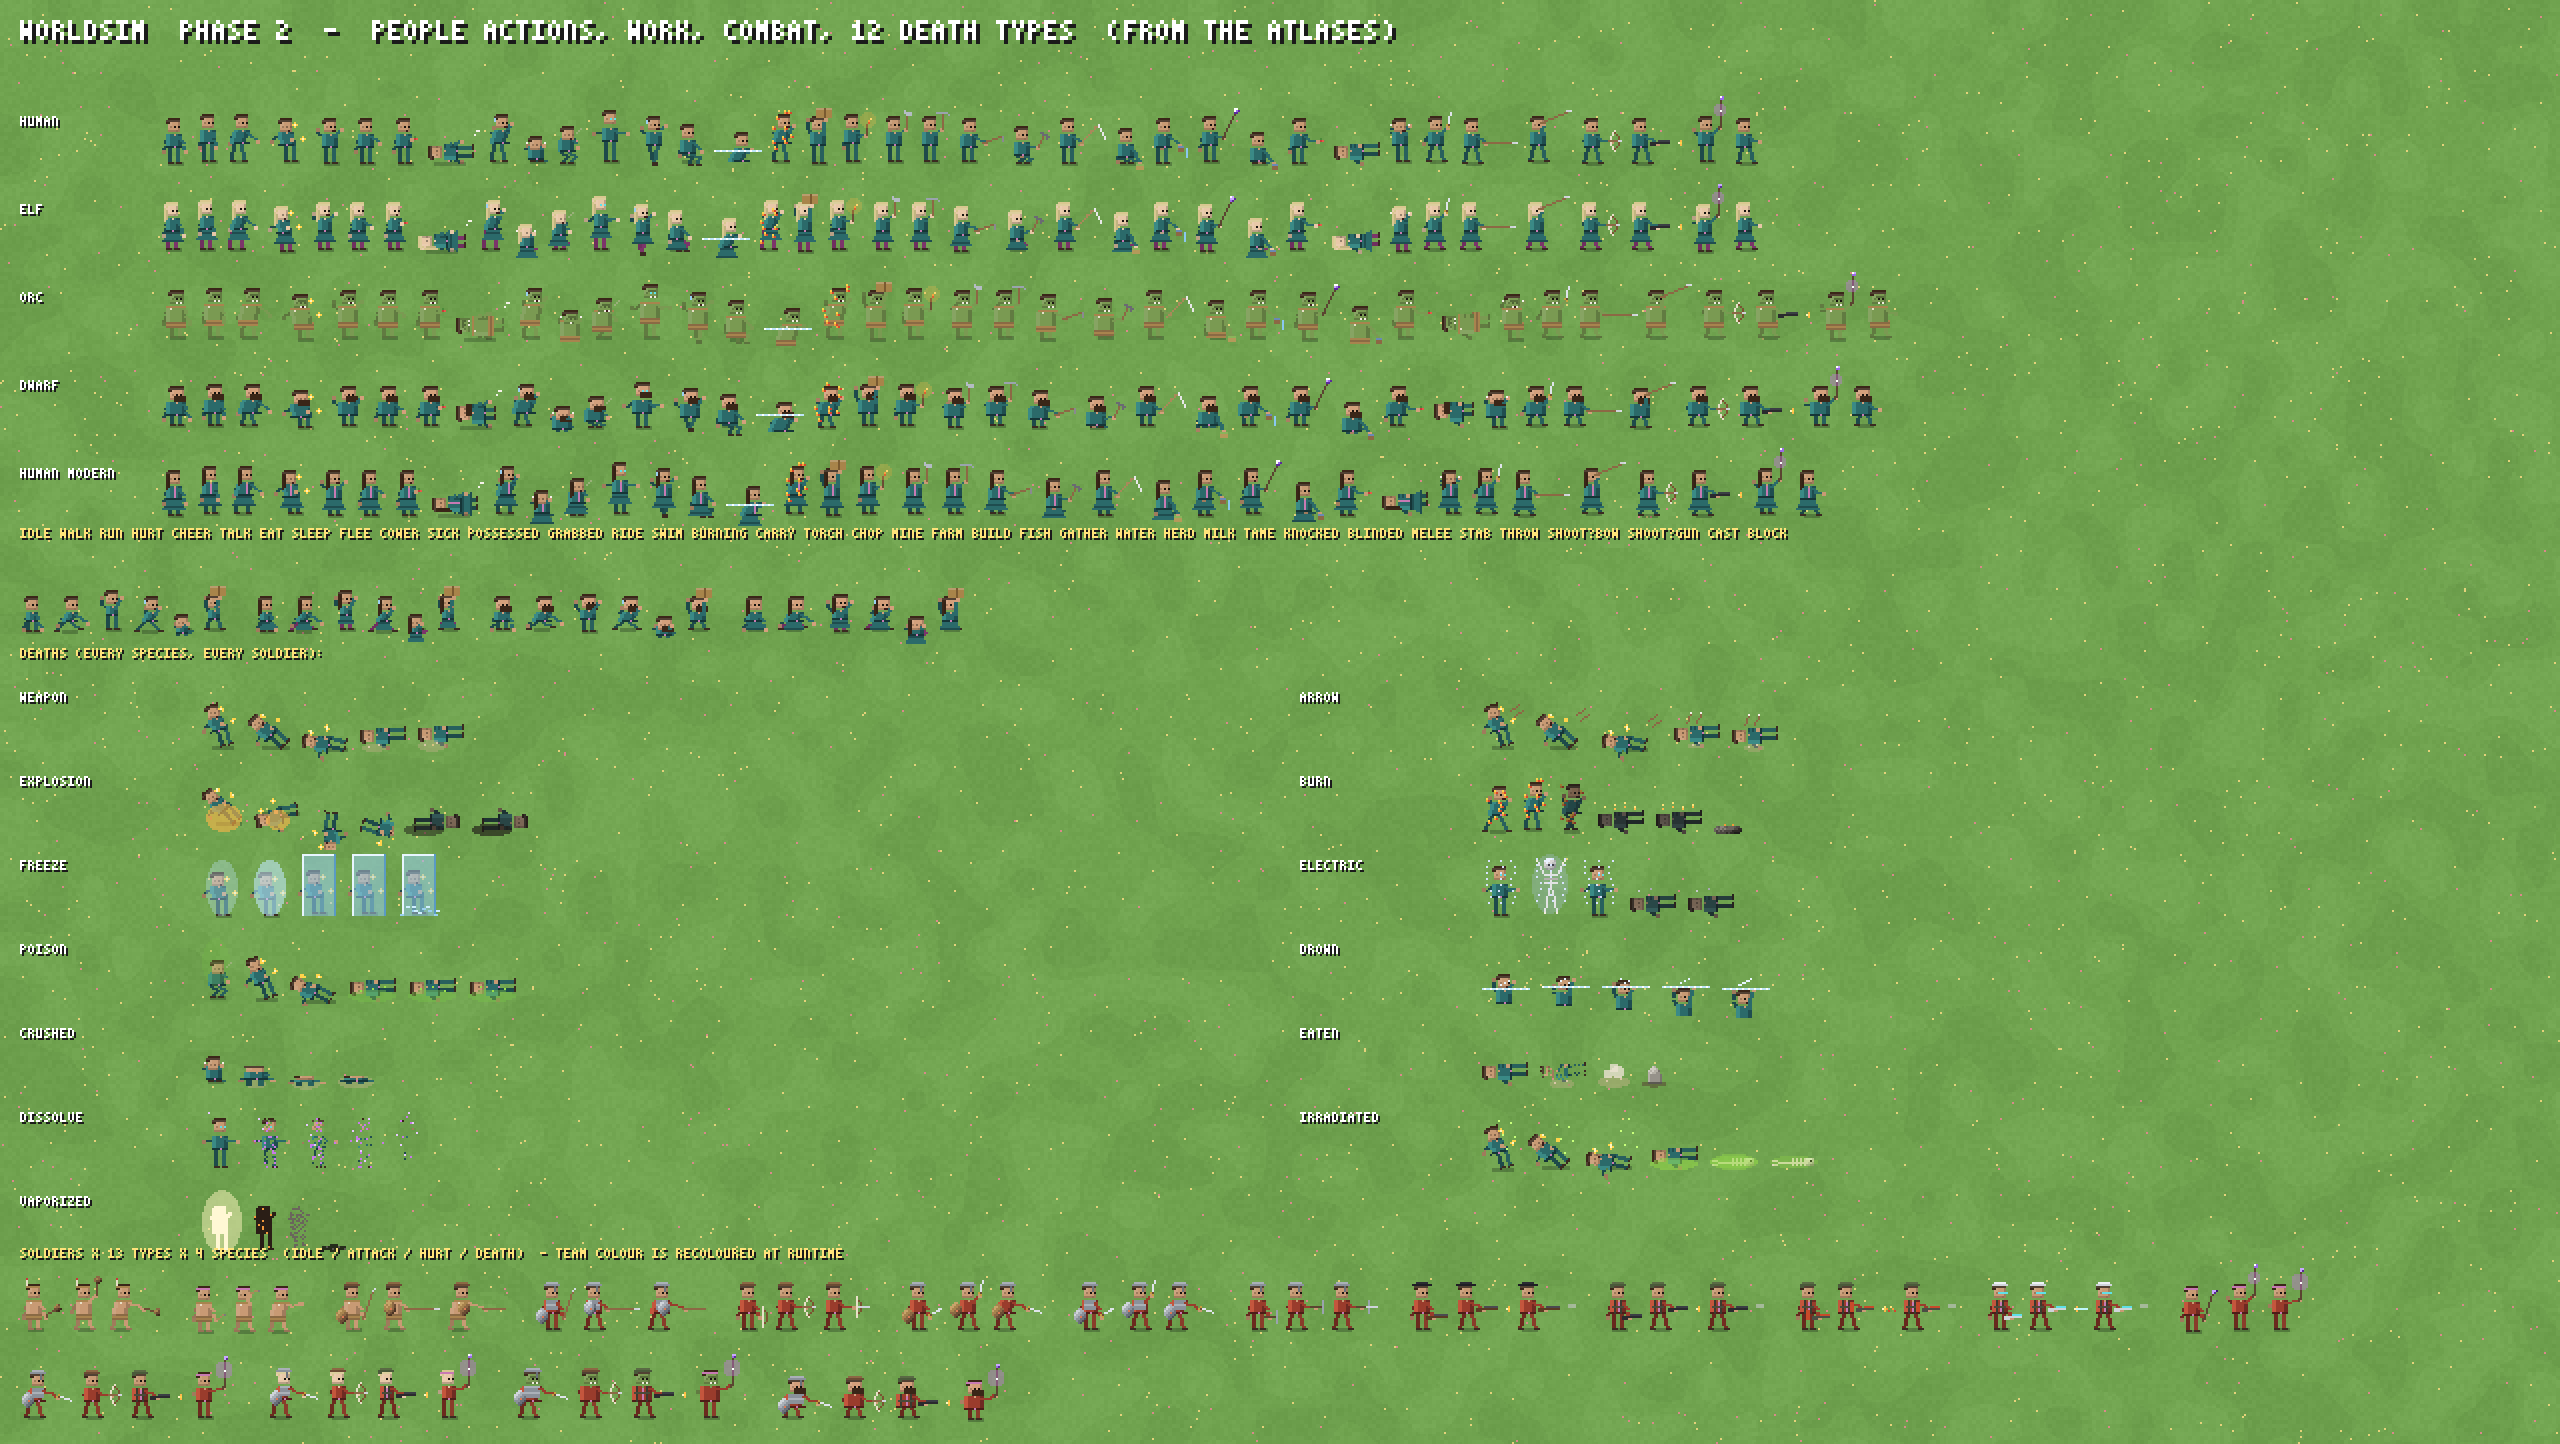 WORLDSIM PHASE 2 - PEOPLE ACTIONS, WORK, COMBAT, 12 DEATH TYPES (FROM THE ATLASES)
HUMAN
ELF
ORC
DWARF
HUMAN MODERN
IDLE WALK RUN HURT CHEER TALK EAT SLEEP FLEE COWER SICK POSSESSED GRABBED RIDE SWIM BURNING CARRY TORCH CHOP MINE FARM BUILD FISH GATHER WATER HERD MILK TAME KNOCKED BLINDED MELEE STAB THROW SHOOT?BOW SHOOT?GUN CAST BLOCK
DEATHS (EVERY SPECIES, EVERY SOLDIER):
WEAPON
ARROW
EXPLOSION
BURN
FREEZE
ELECTRIC
POISON
DROWN
CRUSHED
EATEN
DISSOLVE
IRRADIATED
VAPORIZED
SOLDIERS X 13 TYPES X 4 SPECIES (IDLE / ATTACK / HURT / DEATH) - TEAM COLOUR IS RECOLOURED AT RUNTIME